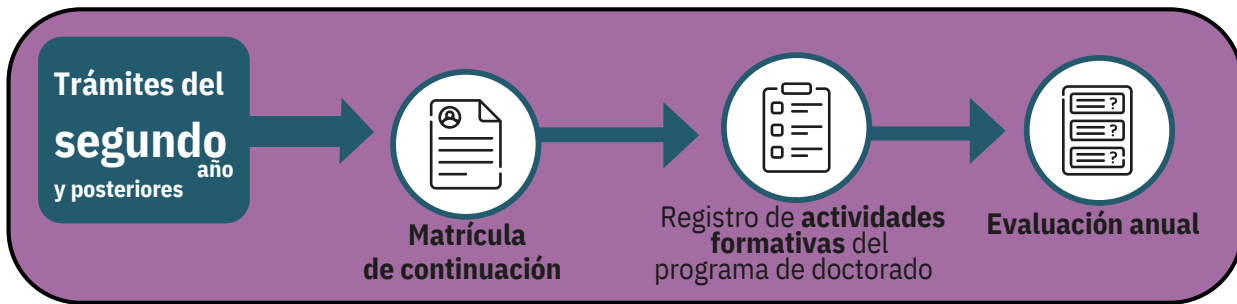 Trámites del
segundo
año
y posteriores
Matrícula
de continuación
Registro de actividades
formativas del
programa de doctorado
Evaluación anual
?
?
?